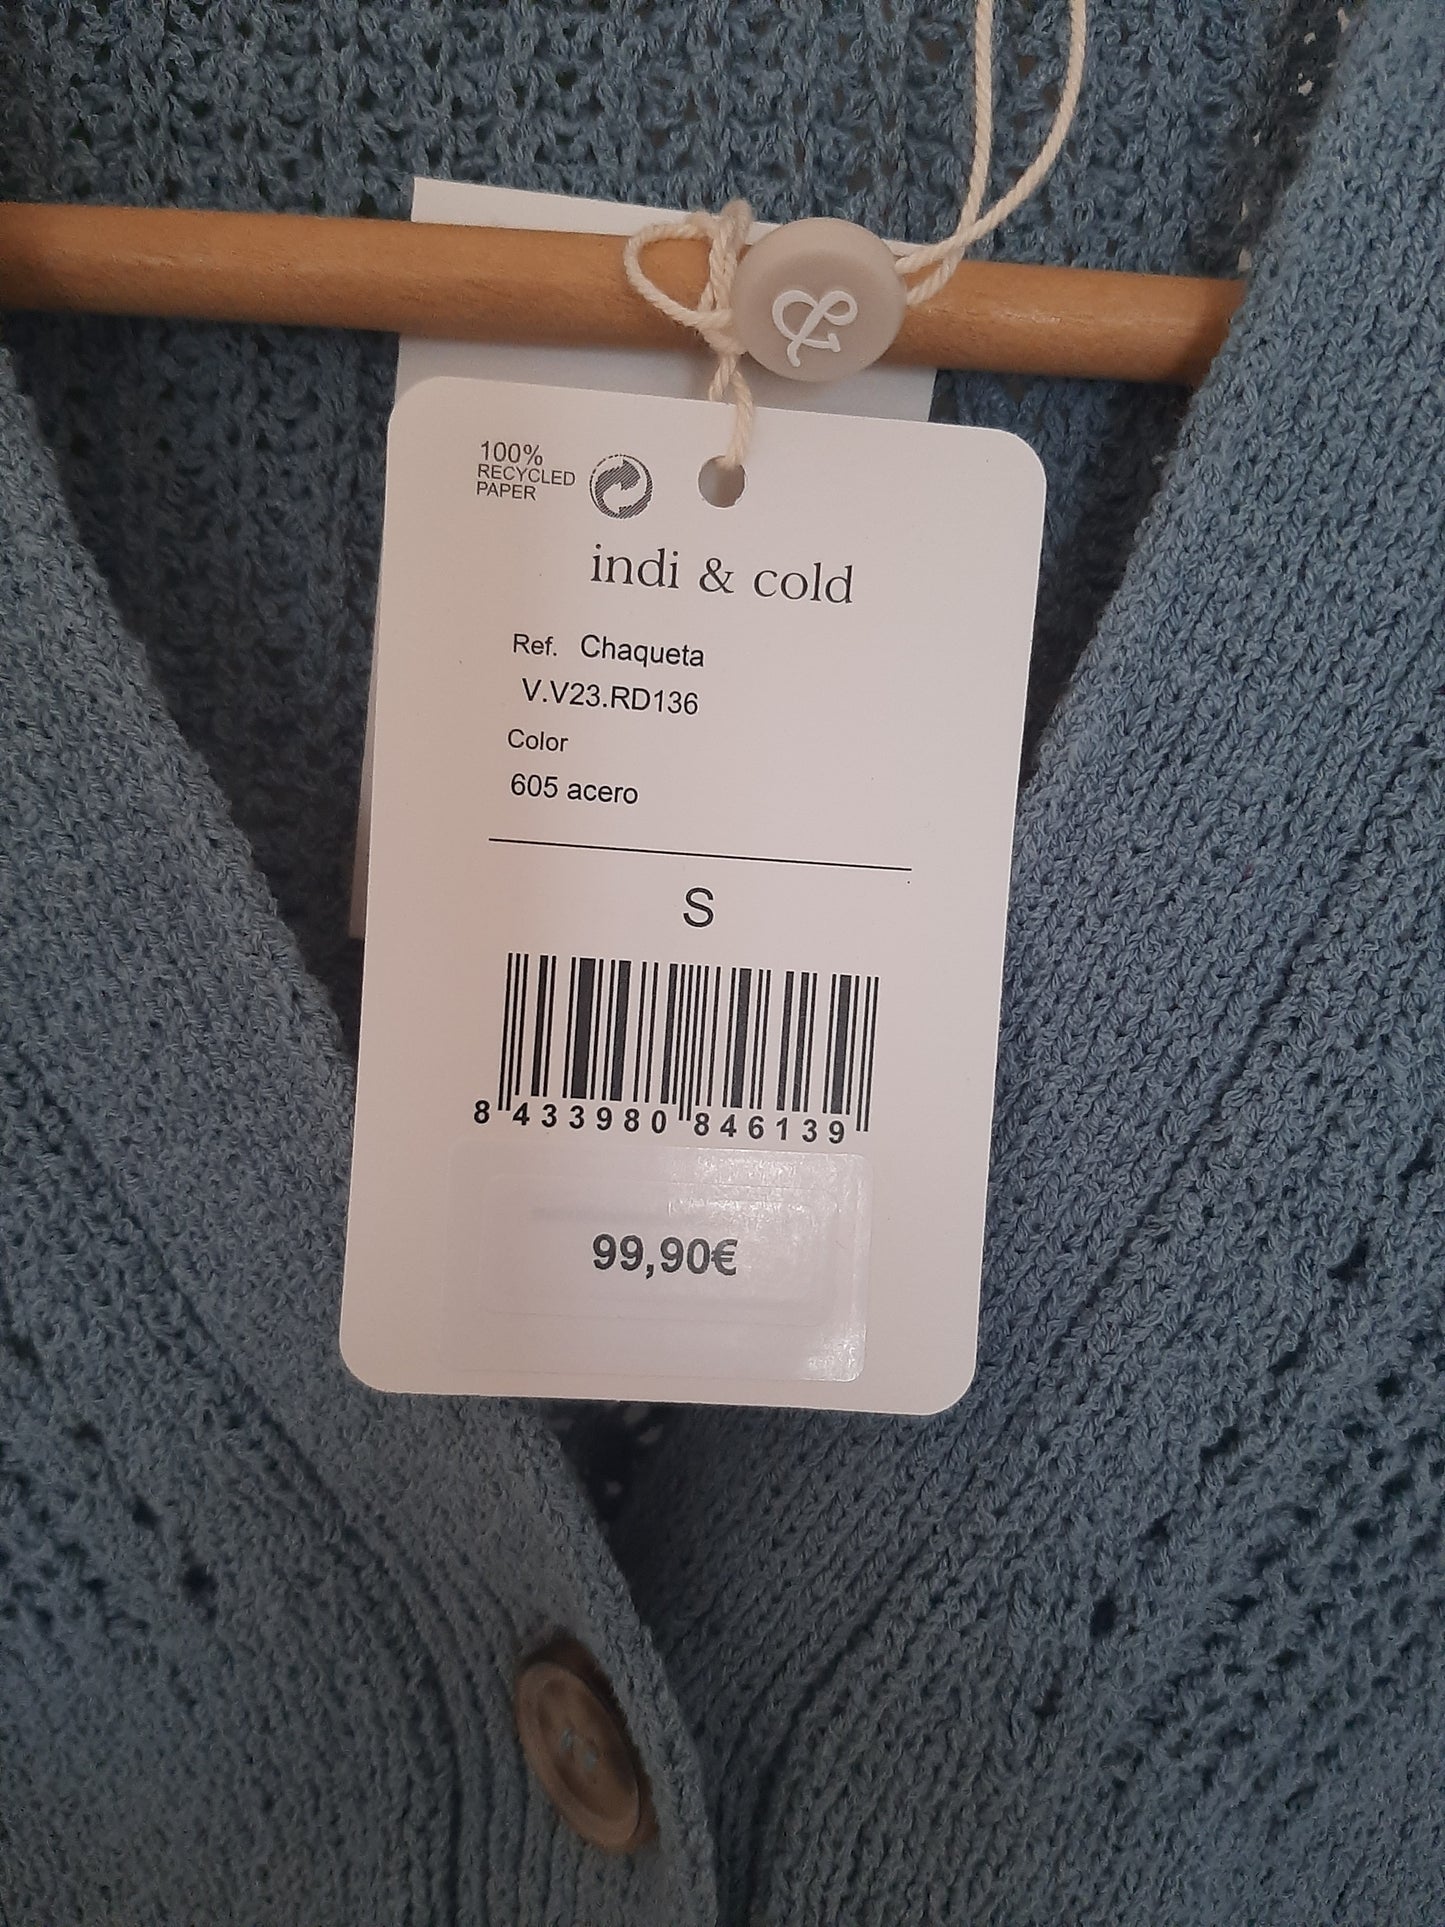 &
100%
RECYCLED
PAPER
indi & cold
Ref. Chaqueta
V.V23.RD136
Color
605 acero
S
8 433980 846139
99,90€